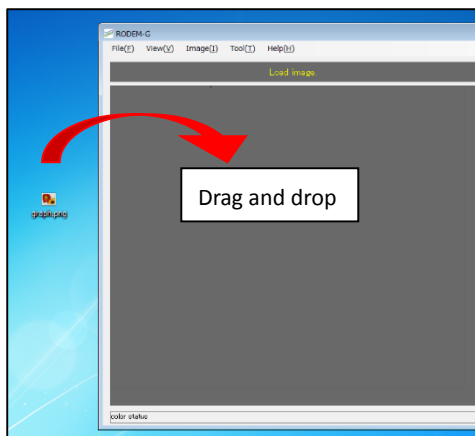 RODEM-G
File(F) View(V) Image(I) Tool(T) Help(H)
Load image.
Drag and drop
graph.png
color status